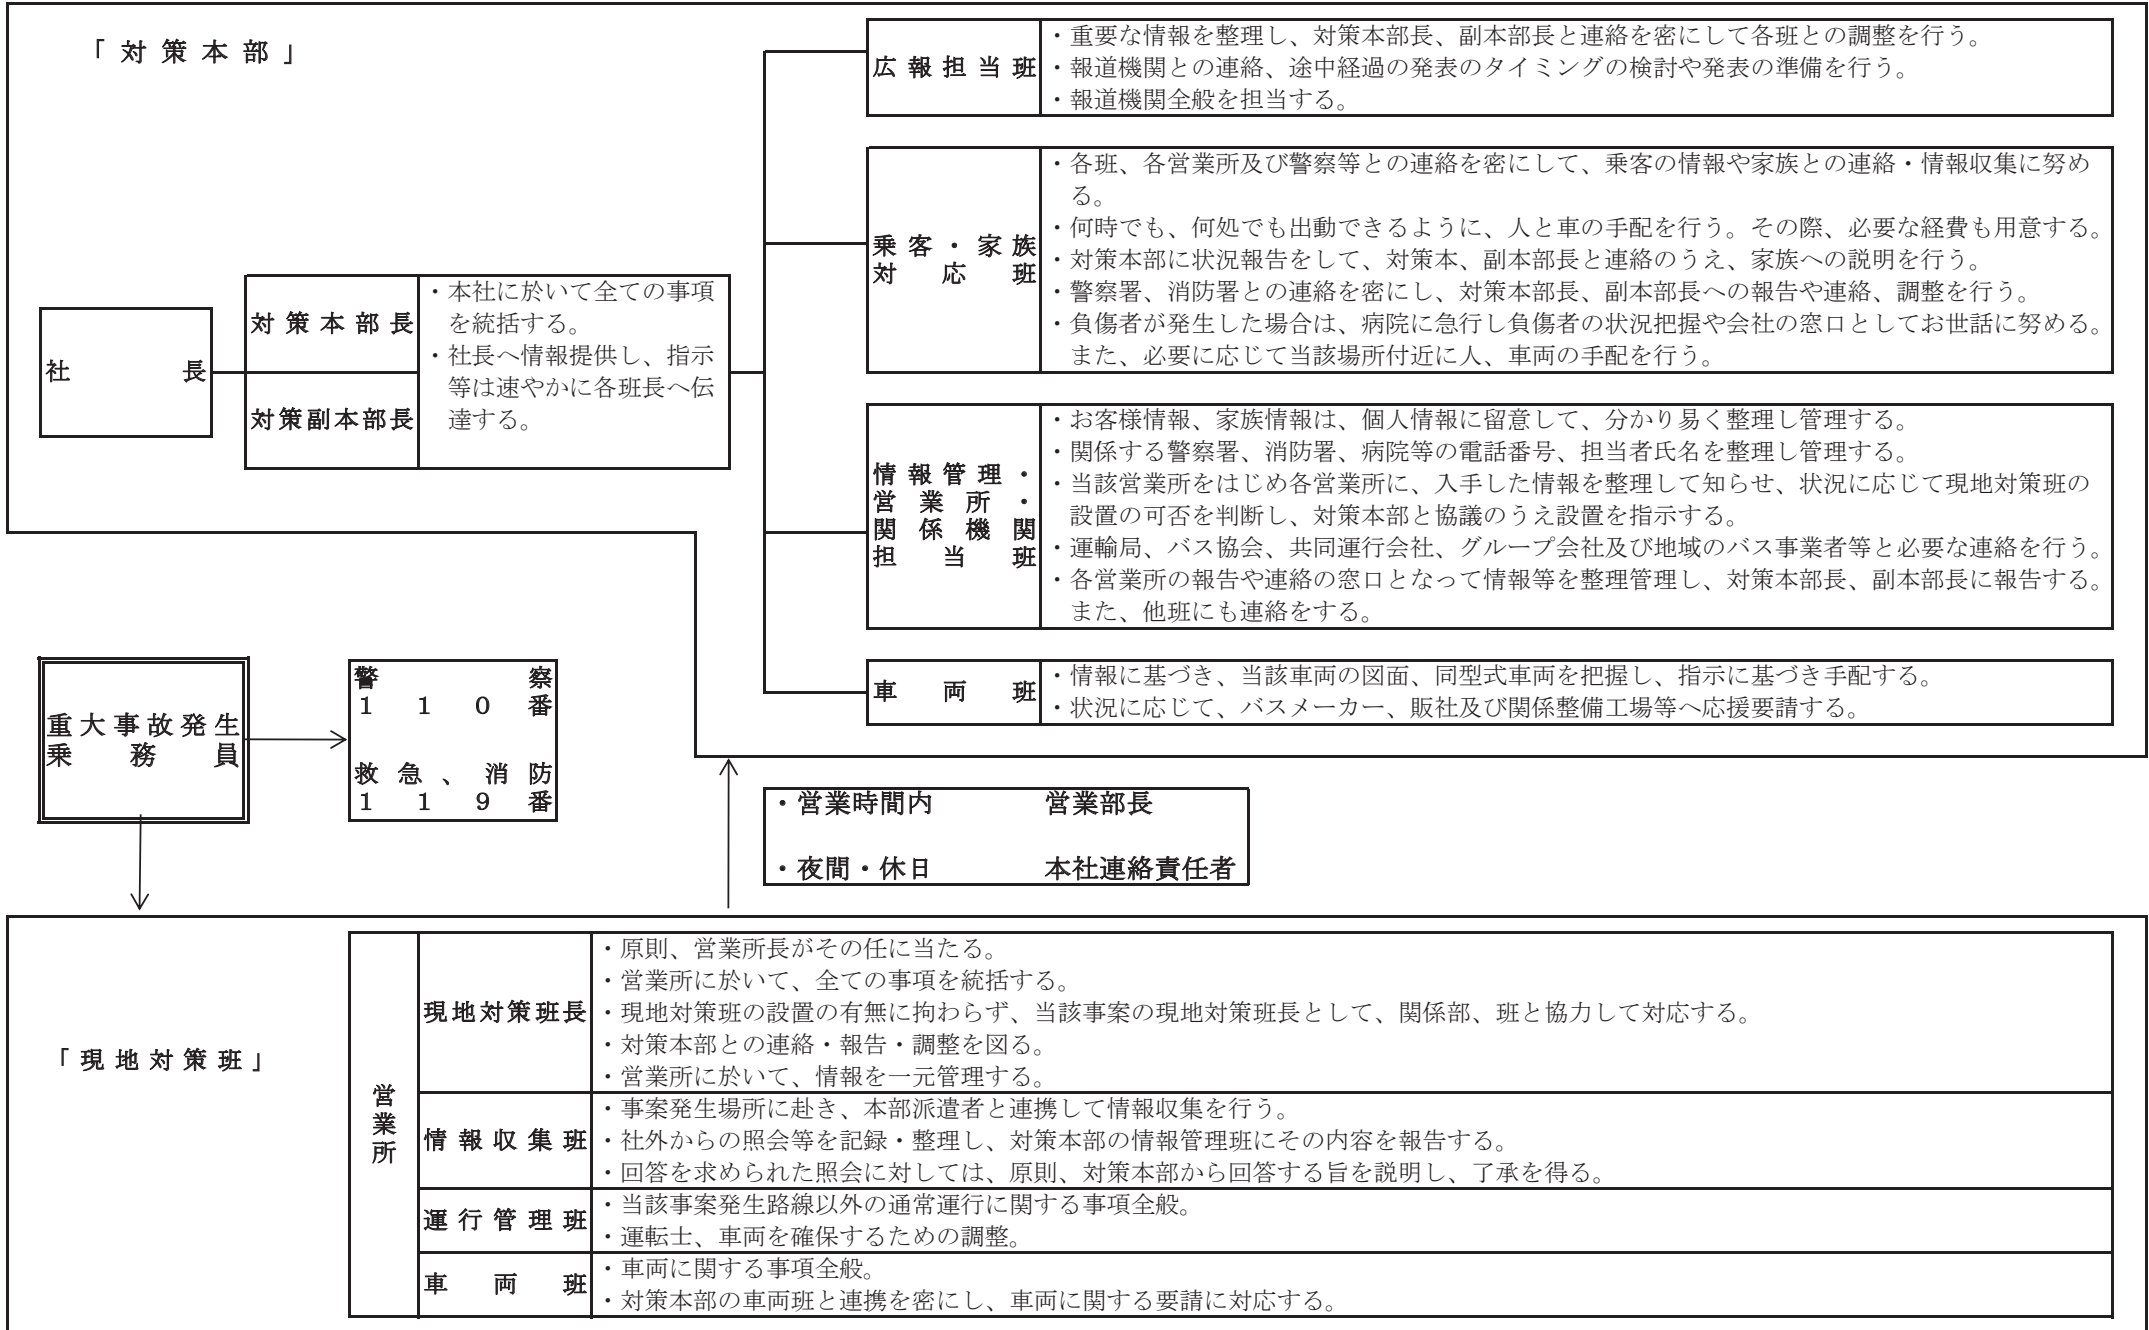 「対策本部」
広報担当班
・重要な情報を整理し、対策本部長、副本部長と連絡を密にして各班との調整を行う。
・報道機関との連絡、途中経過の発表のタイミングの検討や発表の準備を行う。
・報道機関全般を担当する。
乗客・家族
対応班
・各班、各営業所及び警察等との連絡を密にして、乗客の情報や家族との連絡・情報収集に努め
る。
・何時でも、何処でも出動できるように、人と車の手配を行う。その際、必要な経費も用意する。
・対策本部に状況報告をして、対策本、副本部長と連絡のうえ、家族への説明を行う。
・警察署、消防署との連絡を密にし、対策本部長、副本部長への報告や連絡、調整を行う。
・負傷者が発生した場合は、病院に急行し負傷者の状況把握や会社の窓口としてお世話に努める。
また、必要に応じて当該場所付近に人、車両の手配を行う。
社長
対策本部長
対策副本部長
・本社に於いて全ての事項
を統括する。
・社長へ情報提供し、指示
等は速やかに各班長へ伝
達する。
情報管理・
営業所・
関係機関
担当班
・お客様情報、家族情報は、個人情報に留意して、分かり易く整理し管理する。
・関係する警察署、消防署、病院等の電話番号、担当者氏名を整理し管理する。
・当該営業所をはじめ各営業所に、入手した情報を整理して知らせ、状況に応じて現地対策班の
設置の可否を判断し、対策本部と協議のうえ設置を指示する。
・運輸局、バス協会、共同運行会社、グループ会社及び地域のバス事業者等と必要な連絡を行う。
・各営業所の報告や連絡の窓口となって情報等を整理管理し、対策本部長、副本部長に報告する。
また、他班にも連絡をする。
車両班
・情報に基づき、当該車両の図面、同型式車両を把握し、指示に基づき手配する。
・状況に応じて、バスメーカー、販社及び関係整備工場等へ応援要請する。
重大事故発生
乗務員
警察
110番
救急、消防
119番
・営業時間内 営業部長
・夜間・休日 本社連絡責任者
「現地対策班」
営業所
現地対策班長
・原則、営業所長がその任に当たる。
・営業所に於いて、全ての事項を統括する。
・現地対策班の設置の有無に拘わらず、当該事案の現地対策班長として、関係部、班と協力して対応する。
・対策本部との連絡・報告・調整を図る。
・営業所に於いて、情報を一元管理する。
情報収集班
・事案発生場所に赴き、本部派遣者と連携して情報収集を行う。
・社外からの照会等を記録・整理し、対策本部の情報管理班にその内容を報告する。
・回答を求められた照会に対しては、原則、対策本部から回答する旨を説明し、了承を得る。
運行管理班
・当該事案発生路線以外の通常運行に関する事項全般。
・運転士、車両を確保するための調整。
車両班
・車両に関する事項全般。
・対策本部の車両班と連携を密にし、車両に関する要請に対応する。